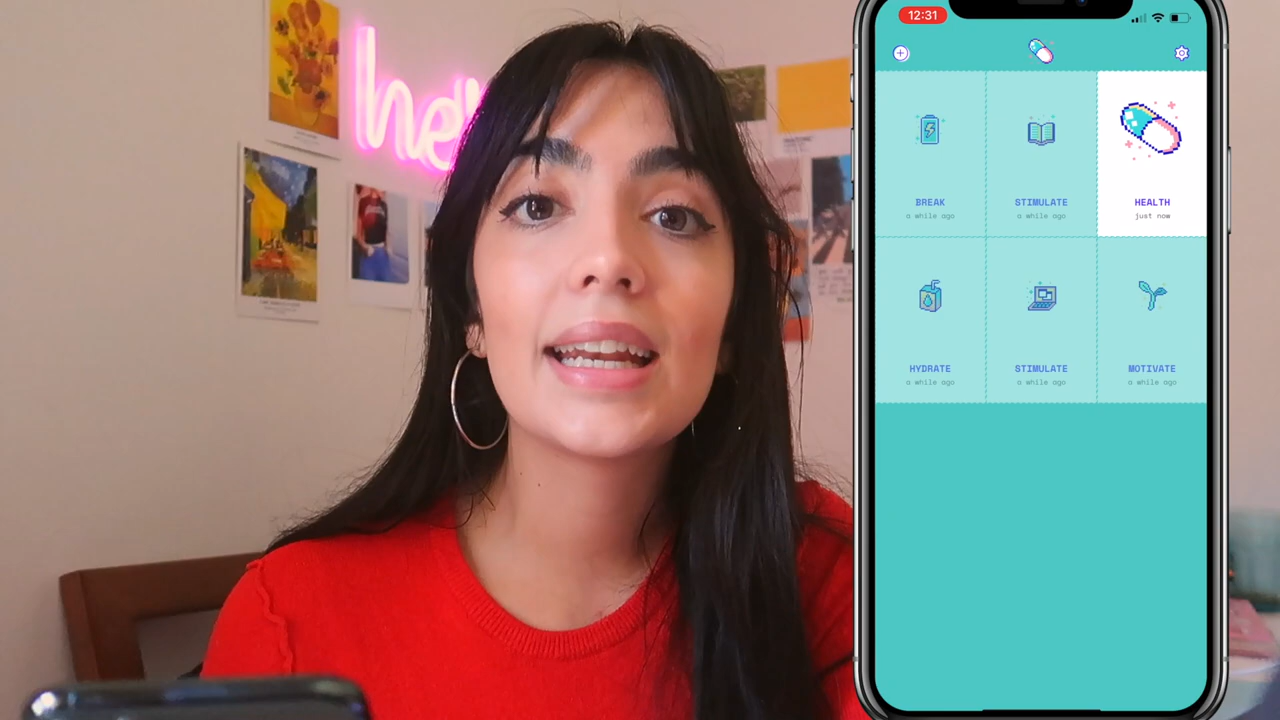 hey
12:31
BREAK
a while ago
STIMULATE
a while ago
HEALTH
just now
HYDRATE
a while ago
STIMULATE
a while ago
MOTIVATE
a while ago